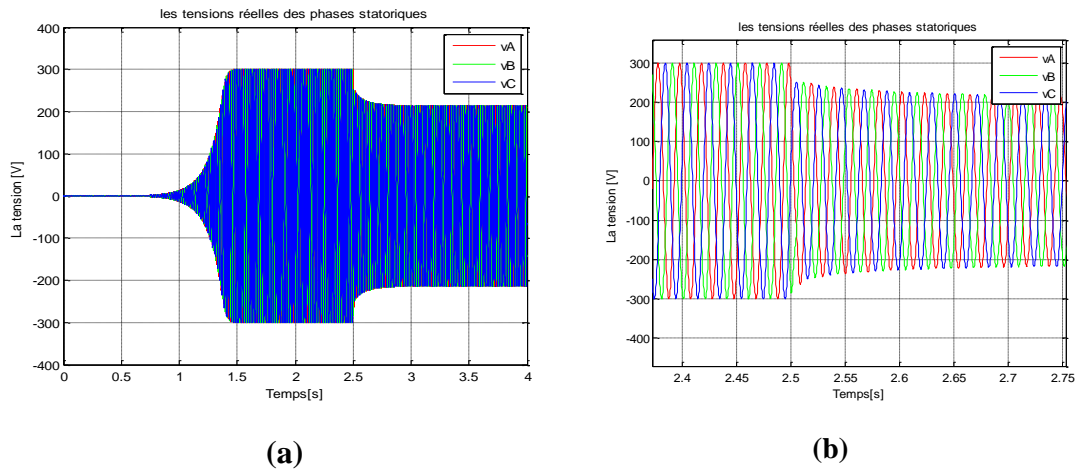 les tensions réelles des phases statoriques
400
300
200
100
0
-100
-200
-300
-400
La tension [V]
0
0.5
1
1.5
2
2.5
3
3.5
4
Temps[s]
vA
vB
vC
(a)
les tensions réelles des phases statoriques
300
200
100
0
-100
-200
-300
-400
La tension [V]
2.4
2.45
2.5
2.55
2.6
2.65
2.7
2.75
Temps[s]
vA
vB
vC
(b)